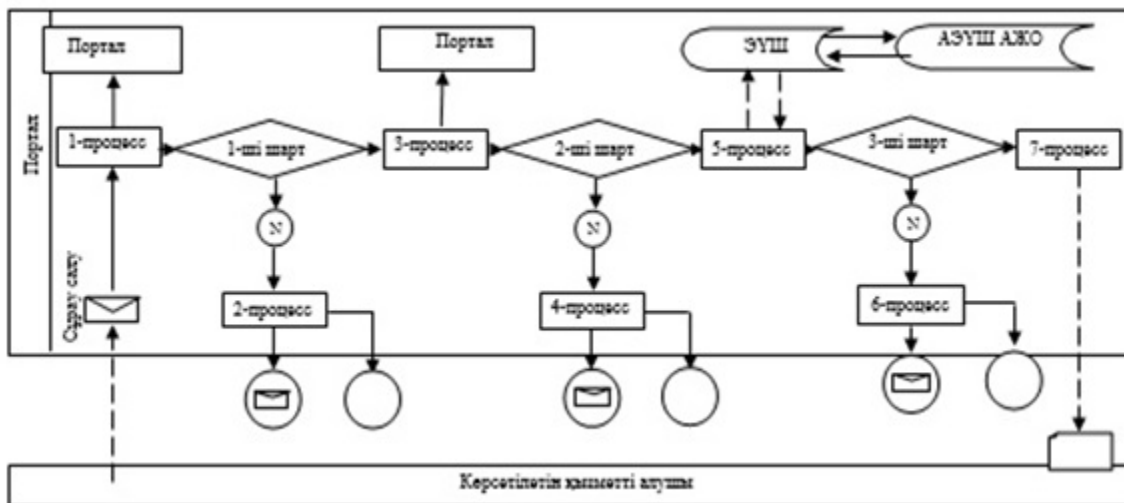 Портал
Портал
ЭҮШ
АЭҮШ АЖО
Портал
1-процесс
1-ші шарт
3-процесс
2-ші шарт
5-процесс
3-ші шарт
7-процесс
N
N
N
Сұрау салу
2-процесс
4-процесс
6-процесс
Көрсетілетін қызметті алушы